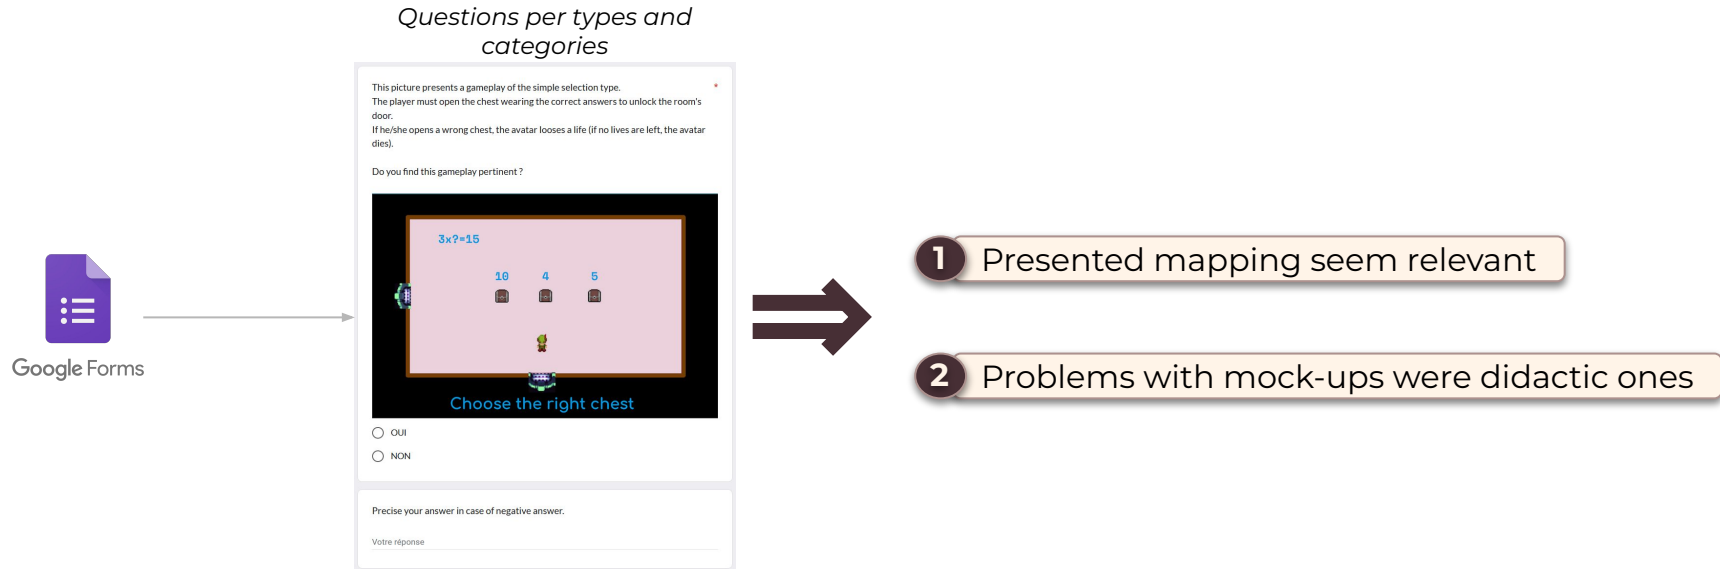 Questions per types and
categories
This picture presents a gameplay of the simple selection type. *
The player must open the chest wearing the correct answers to unlock the room's
door.
If he/she opens a wrong chest, the avatar looses a life (if no lives are left, the avatar
dies).
Do you find this gameplay pertinent ?
3x?=15
10 4 5
Choose the right chest
OUI
NON
Precise your answer in case of negative answer.
Votre réponse
Google Forms
1 Presented mapping seem relevant
2 Problems with mock-ups were didactic ones